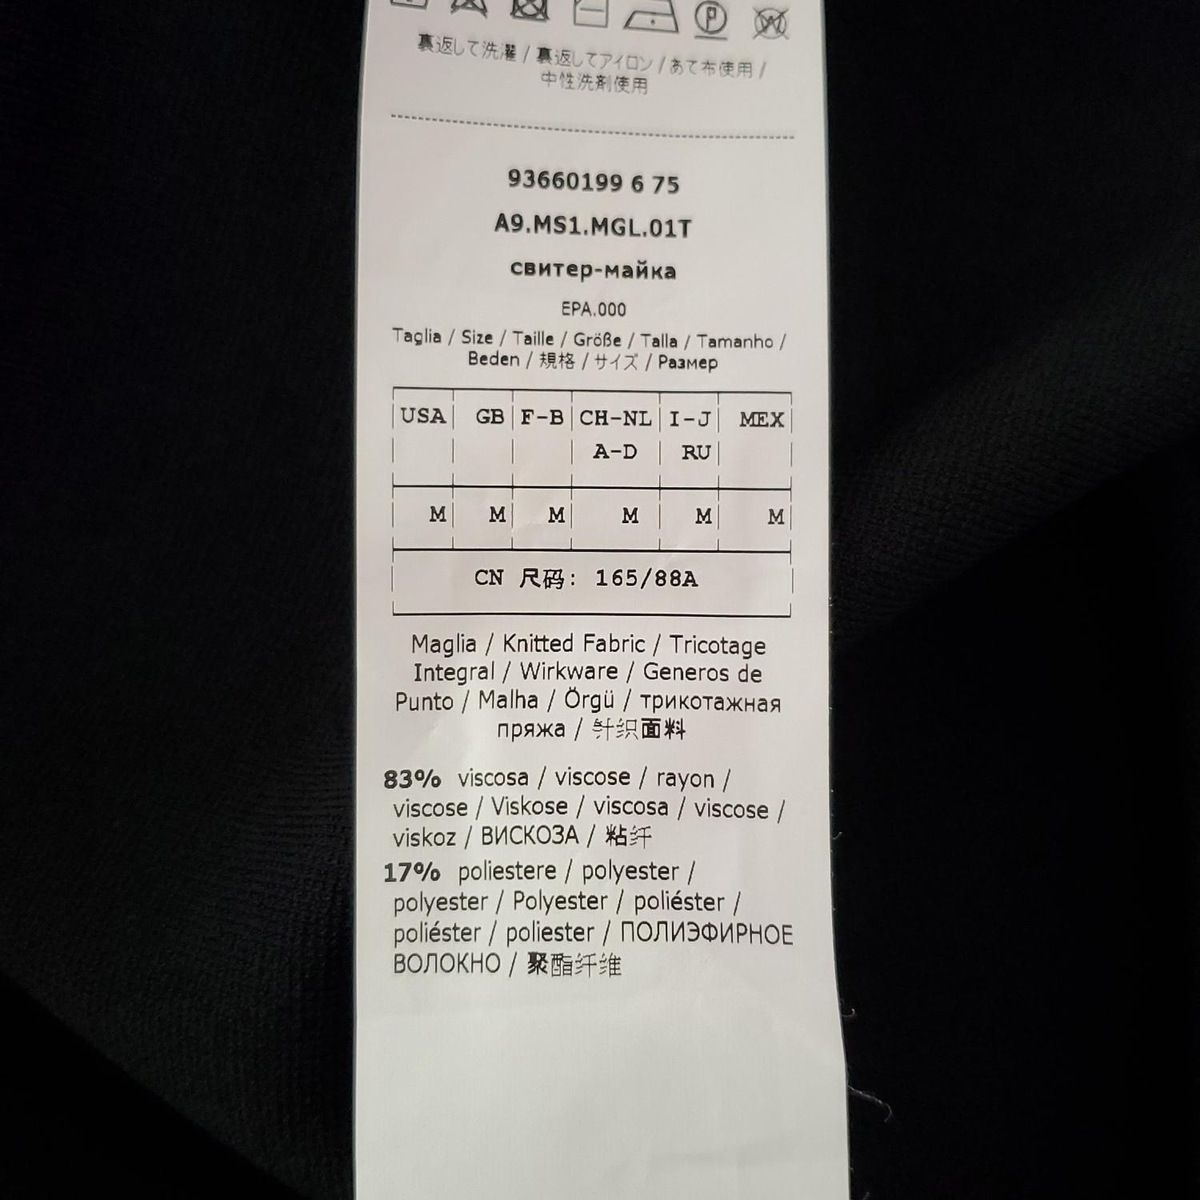 裏返して洗濯 / 裏返してアイロン / あて布使用 /
中性洗剤使用
93660199 6 75
A9.MS1.MGL.01T
свитер-майка
EPA.000
Taglia / Size / Taille / Größe / Talla / Tamanho /
Beden / 規格 / サイズ / Размер
USA GB F-B CH-NL I-J MEX
A-D RU
M M M M M M
CN 尺码: 165/88A
Maglia / Knitted Fabric / Tricotage
Integral / Wirkware / Generos de
Punto / Malha / Örgü / трикотажная
пряжа / 针织面料
83% viscosa / viscose / rayon /
viscose / Viskose / viscosa / viscose /
viskoz / ВИСКОЗА / 粘纤
17% poliestere / polyester /
polyester / Polyester / poliéster /
poliéster / poliester / ПОЛИЭФИРНОЕ
ВОЛОКНО / 聚酯纤维